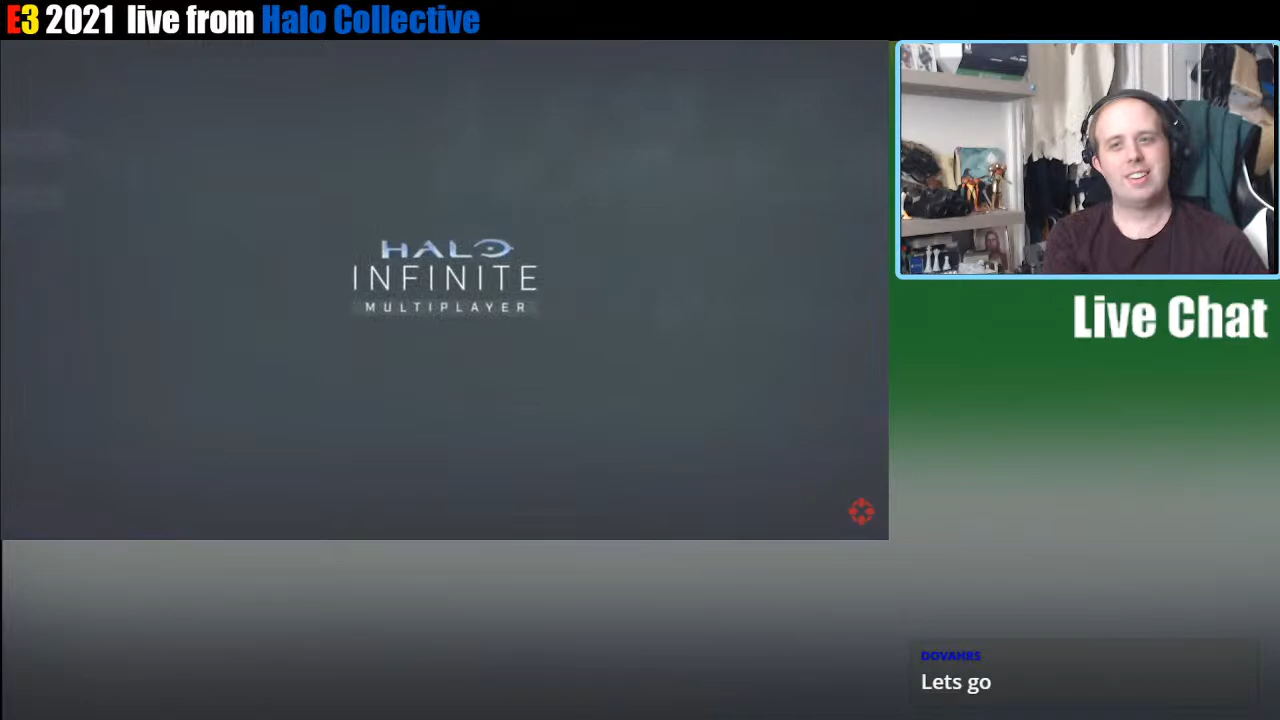 E3 2021 live from Halo Collective
HALO
INFINITE
MULTIPLAYER
Live Chat
DOVAHRS
Lets go